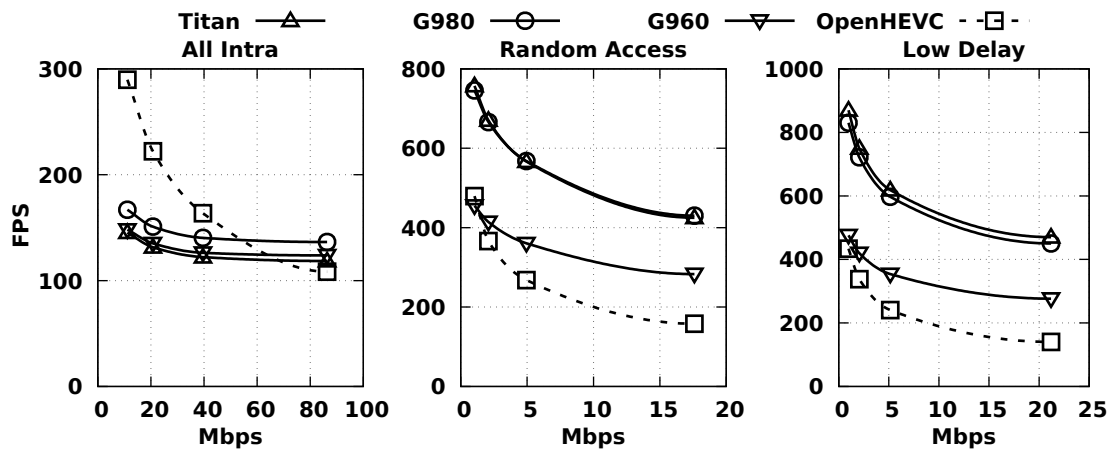 Titan G980 G960 OpenHEVC
All Intra Random Access Low Delay
FPS
300
200
100
0
0 20 40 60 80 100
Mbps
800
600
400
200
0
0 5 10 15 20
Mbps
1000
800
600
400
200
0
0 5 10 15 20 25
Mbps